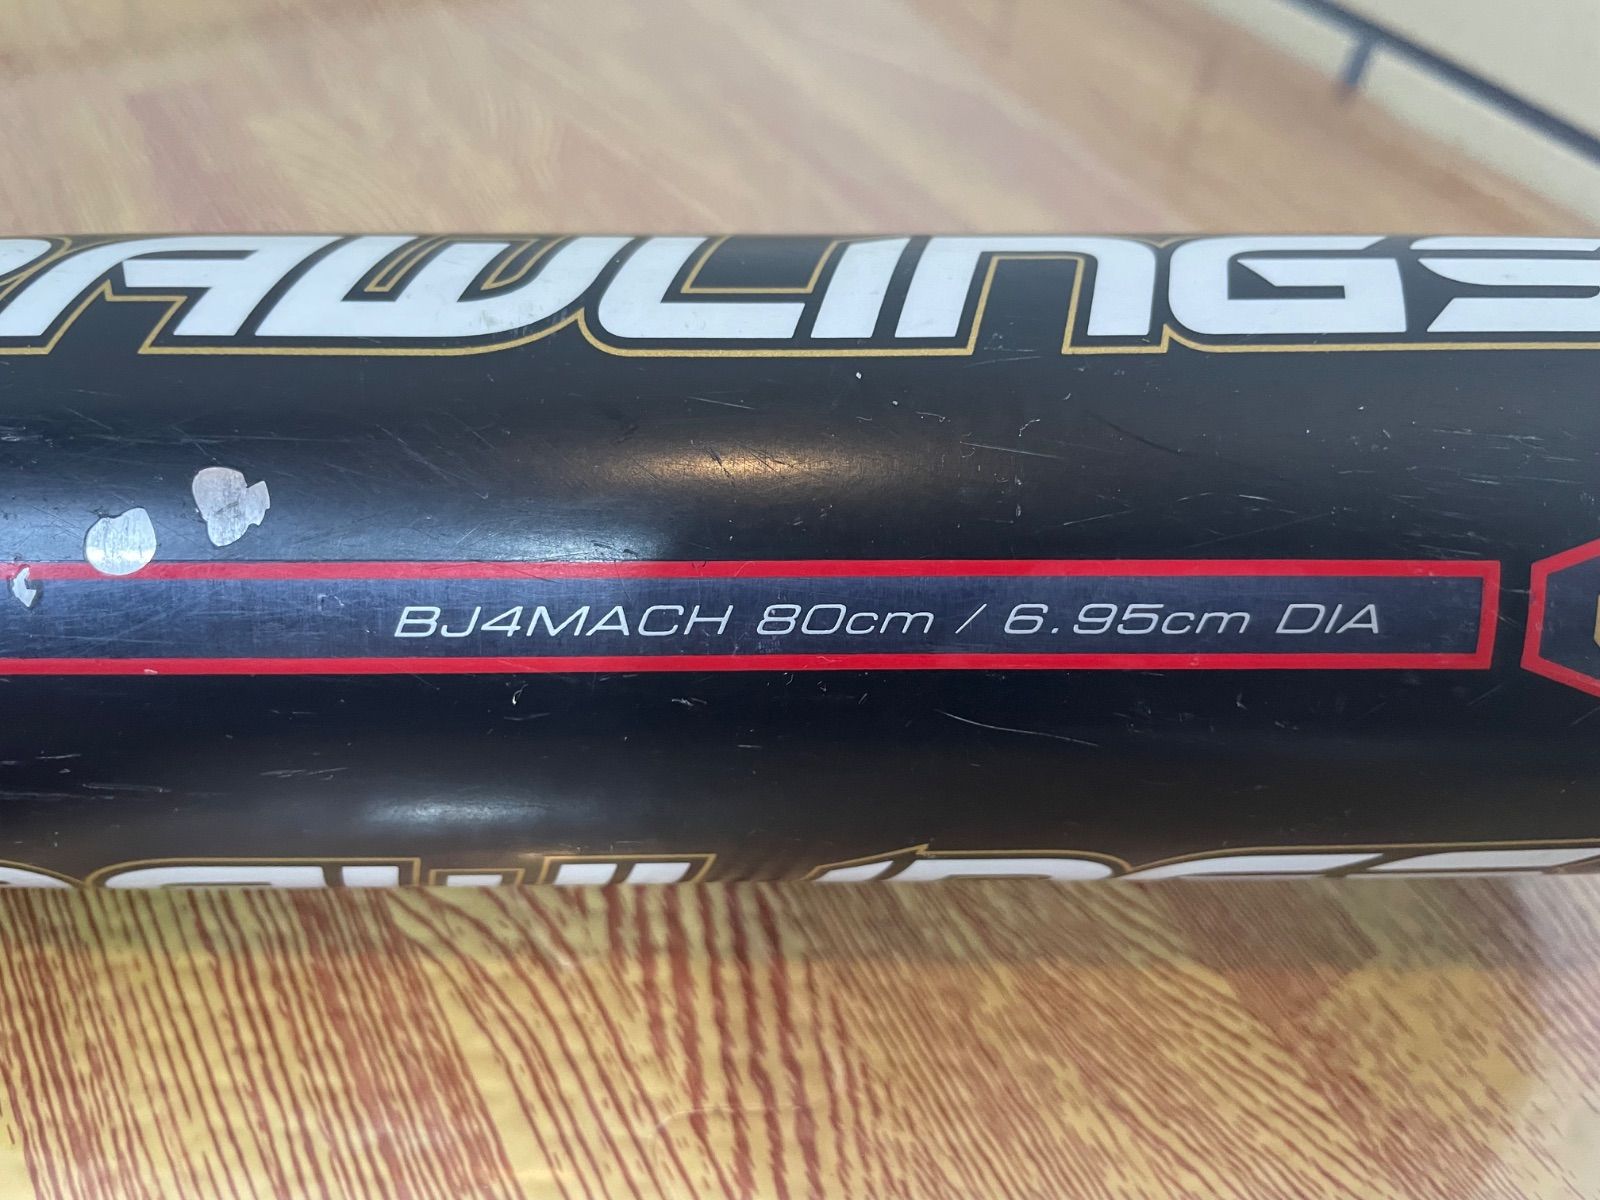 RAWLINGS
BJ4MACH 80cm / 6.95cm DIA